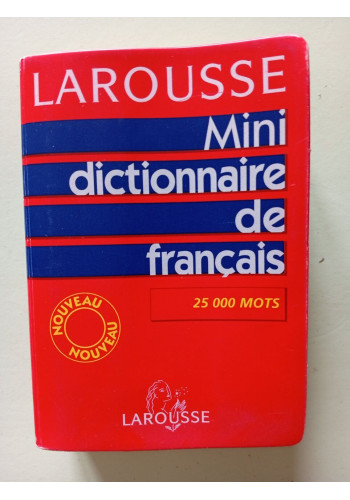 LAROUSSE
Mini
dictionnaire
de
français
25 000 MOTS
NOUVEAU
NOUVEAU
LAROUSSE